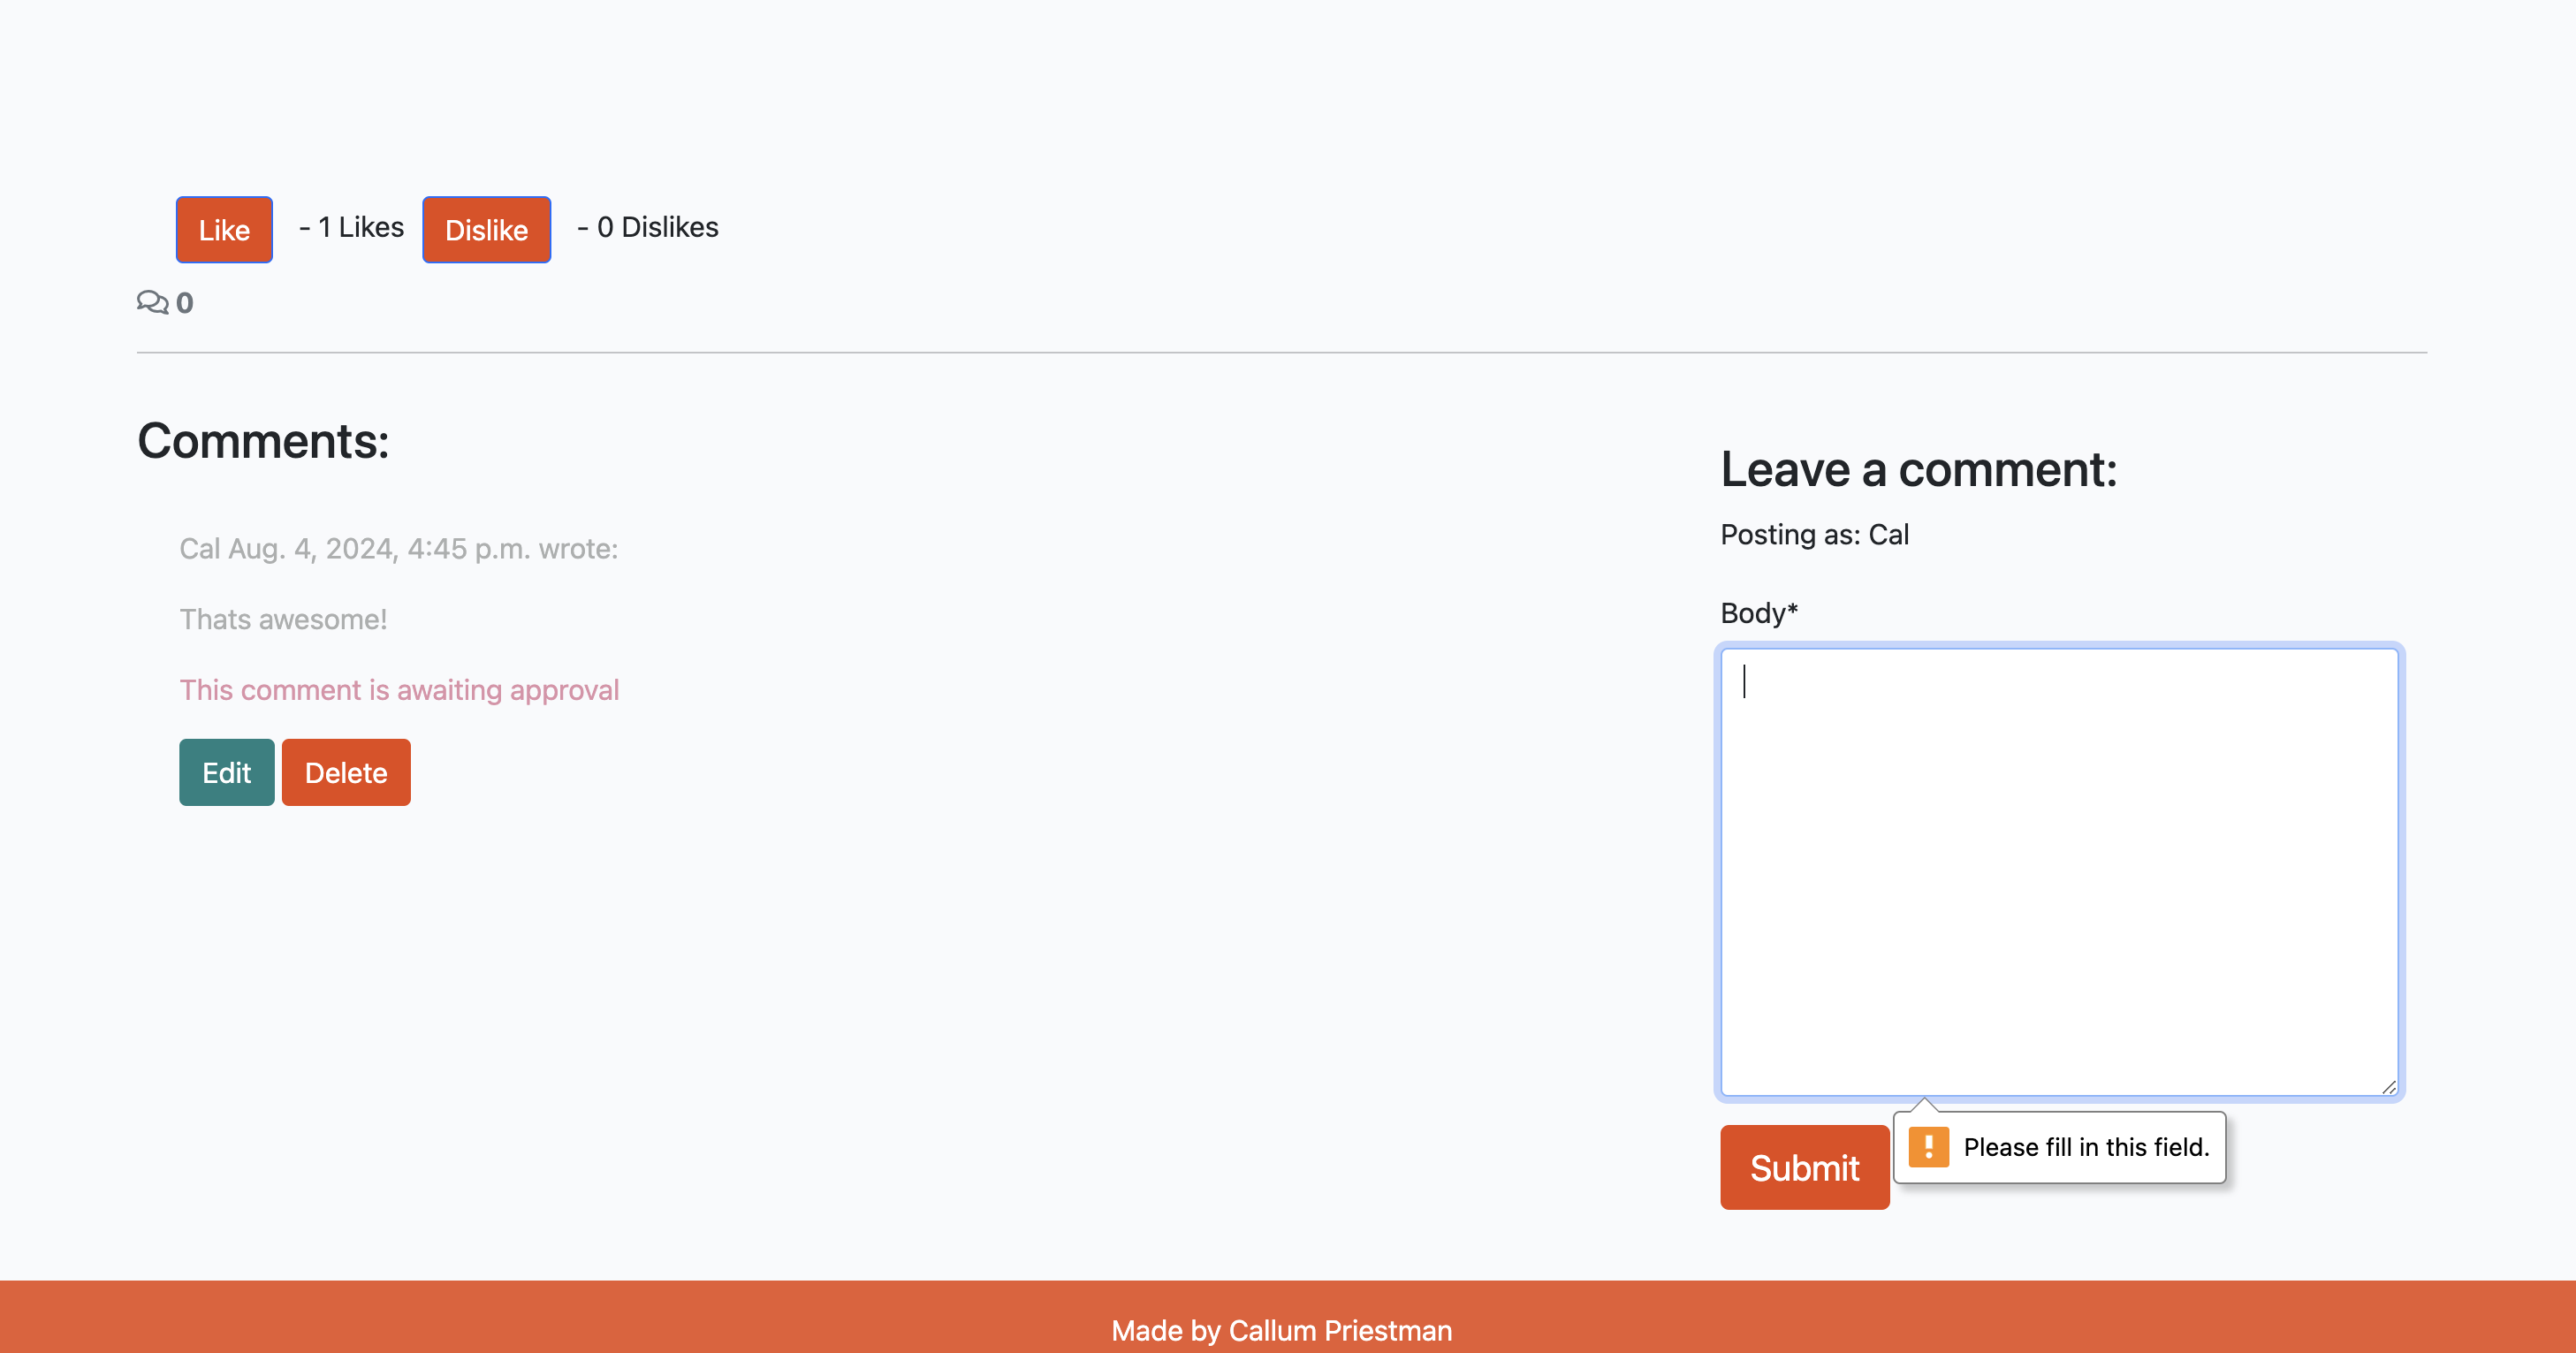 Like - 1 Likes Dislike - 0 Dislikes
0
Comments:
Cal Aug. 4, 2024, 4:45 p.m. wrote:
Thats awesome!
This comment is awaiting approval
Edit Delete
Leave a comment:
Posting as: Cal
Body*
Submit
Please fill in this field.
Made by Callum Priestman